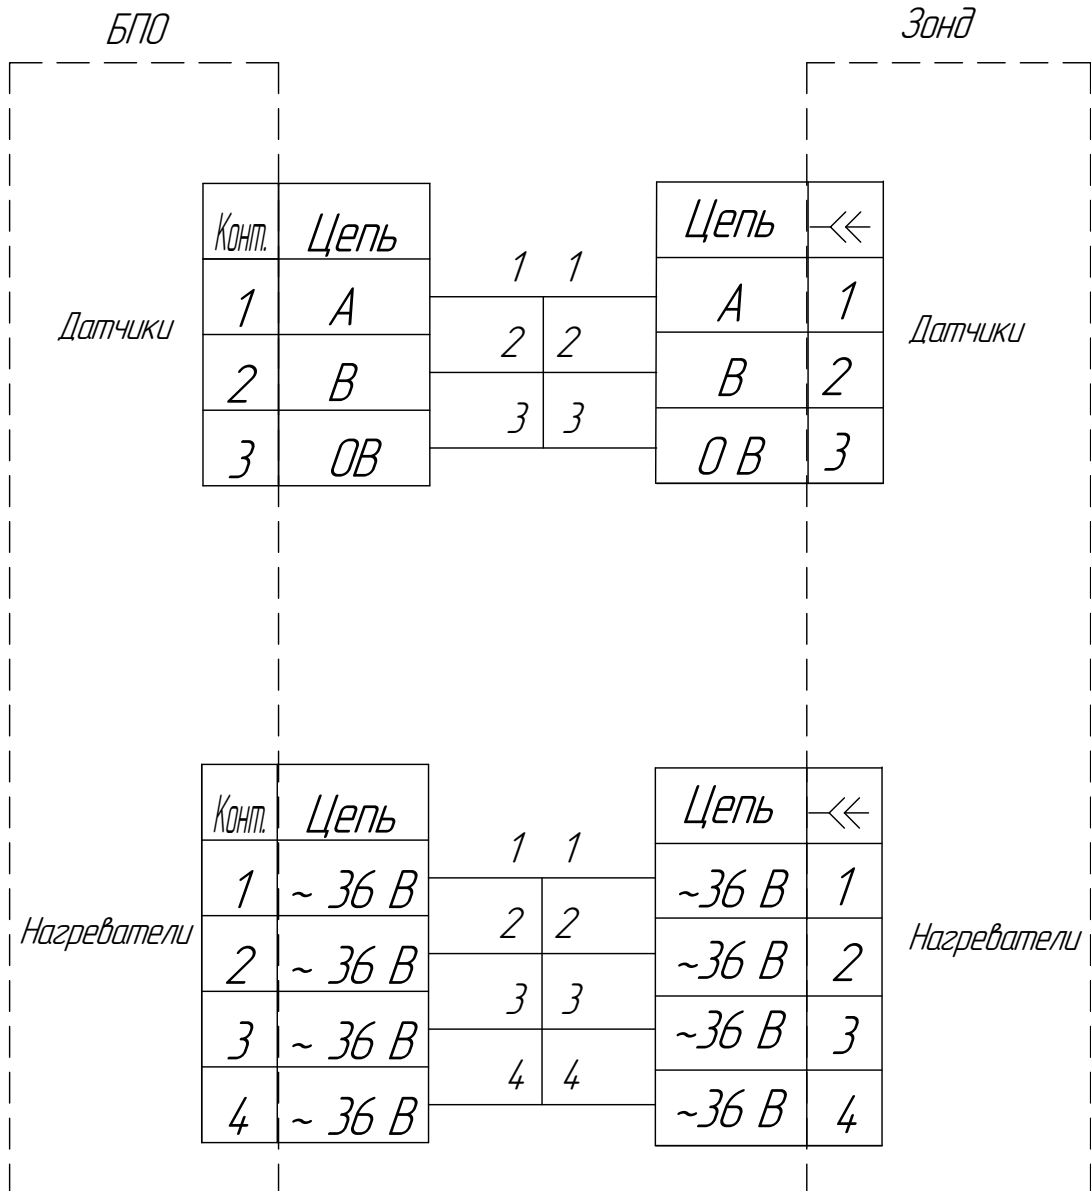 БПО
Зонд
Конт. Цепь
1 А
2 В
3 0В
Датчики
1 1
2 2
3 3
Цепь
А 1
В 2
0 В 3
Датчики
Конт. Цепь
1 ~ 36 В
2 ~ 36 В
3 ~ 36 В
4 ~ 36 В
Нагреватели
1 1
2 2
3 3
4 4
Цепь
~36 В 1
~36 В 2
~36 В 3
~36 В 4
Нагреватели